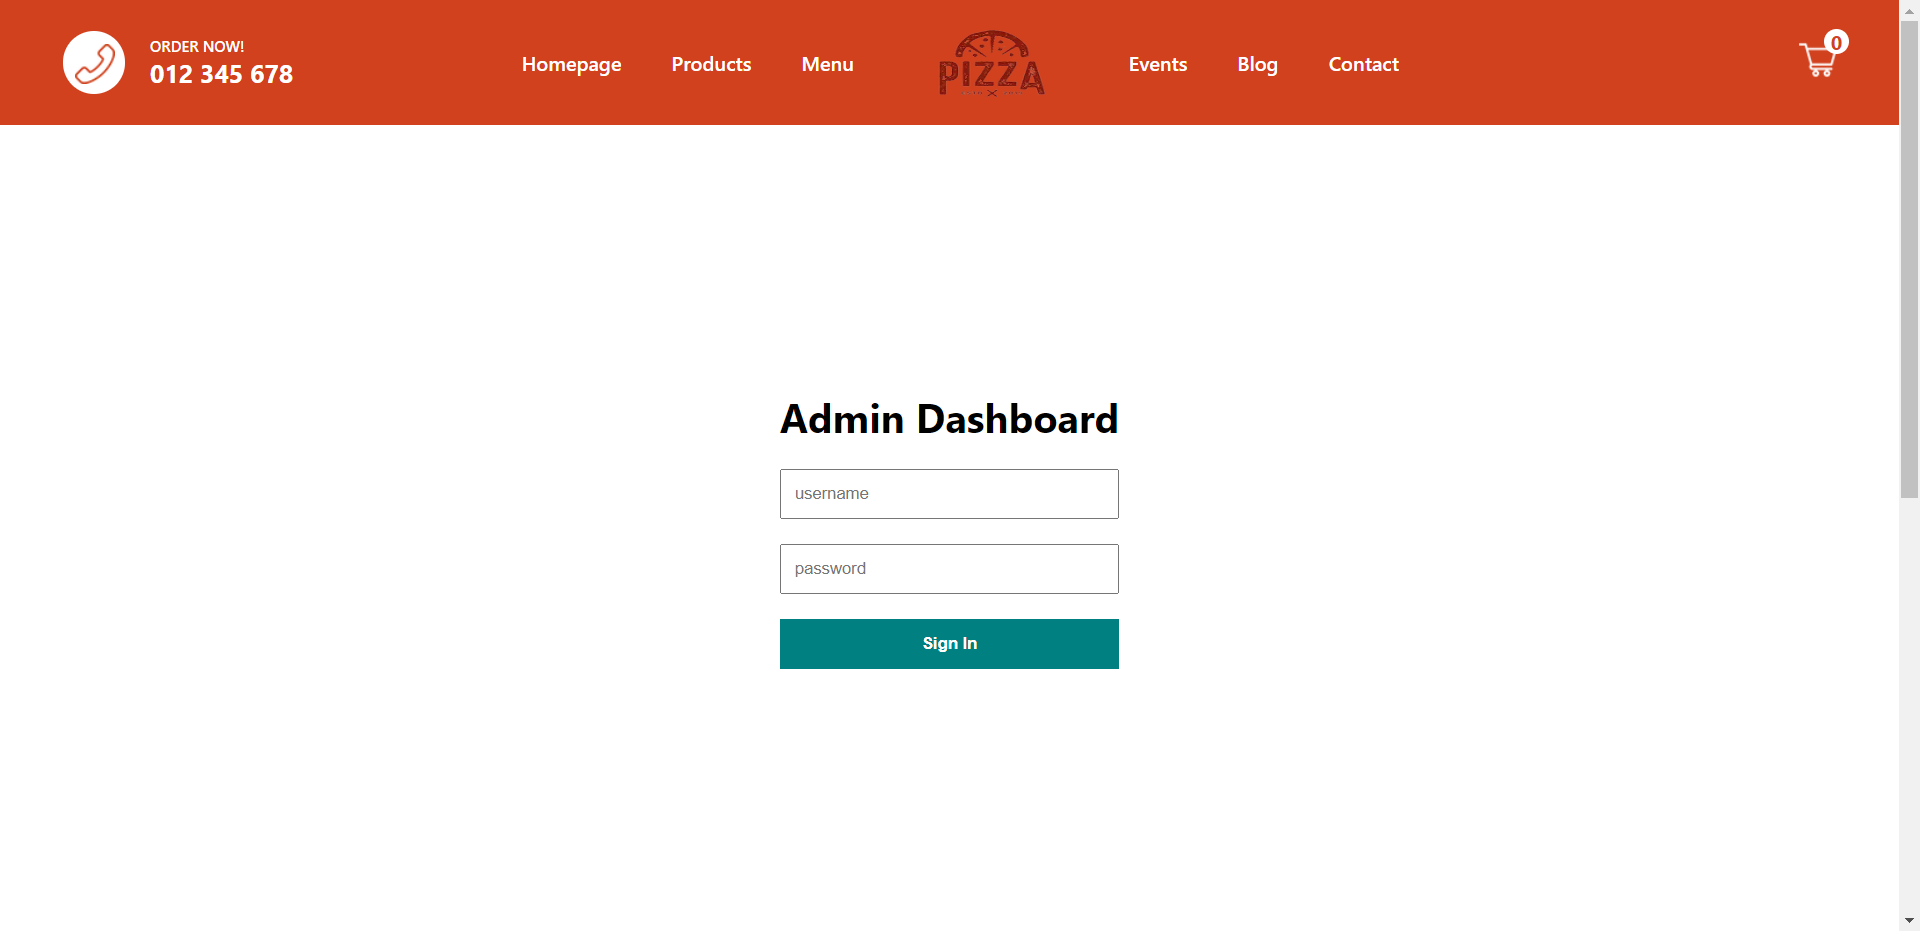 ORDER NOW!
012 345 678
Homepage
Products
Menu
PIZZA
Events
Blog
Contact
0
Admin Dashboard
username
password
Sign In